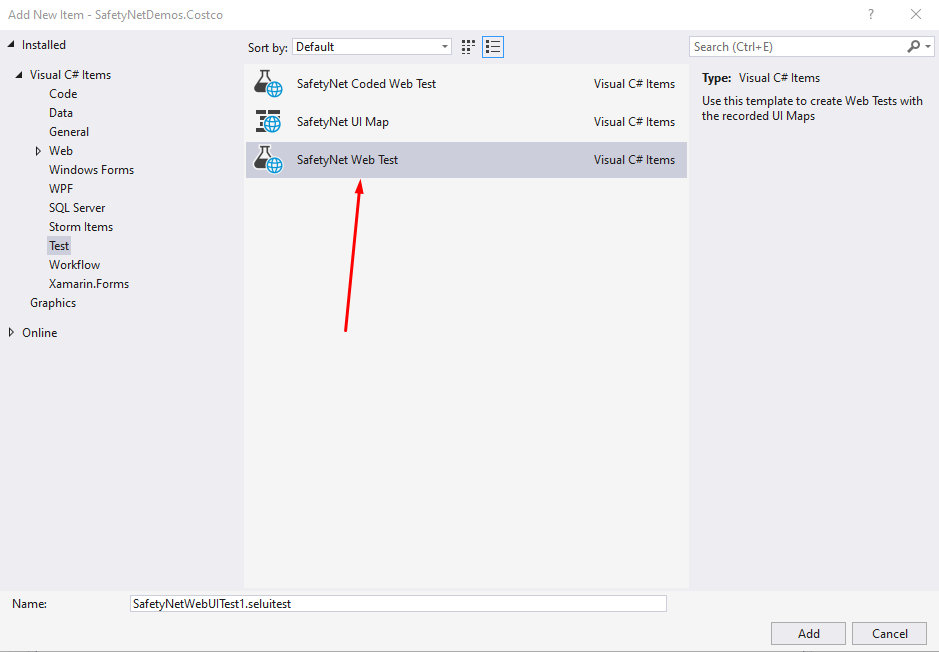 Add New Item - SafetyNetDemos.Costco
?
Installed
Visual C# Items
Code
Data
General
Web
Windows Forms
WPF
SQL Server
Storm Items
Test
Workflow
Xamarin.Forms
Graphics
Online
Sort by: Default
SafetyNet Coded Web Test Visual C# Items
SafetyNet UI Map Visual C# Items
SafetyNet Web Test Visual C# Items
Search (Ctrl+E)
Type: Visual C# Items
Use this template to create Web Tests with
the recorded UI Maps
Name: SafetyNetWebUITest1.seluitest
Add Cancel